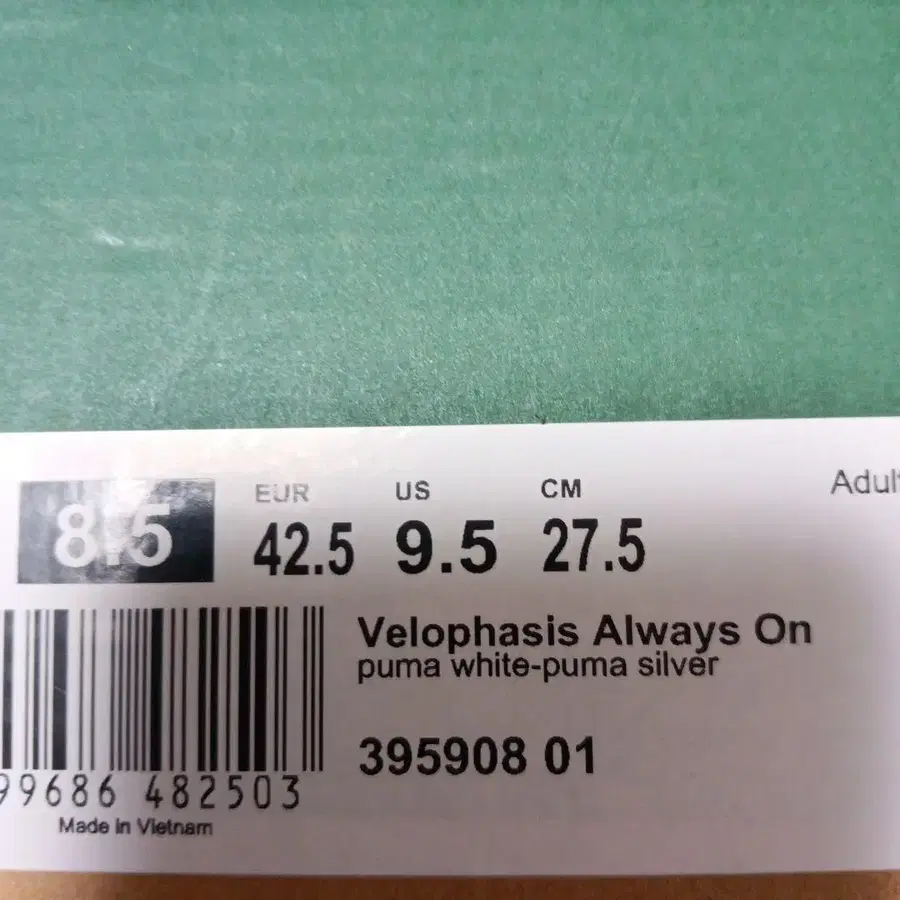 8.5
EUR US CM
42.5 9.5 27.5
Adult
Velophasis Always On
puma white-puma silver
395908 01
99686 482503
Made in Vietnam